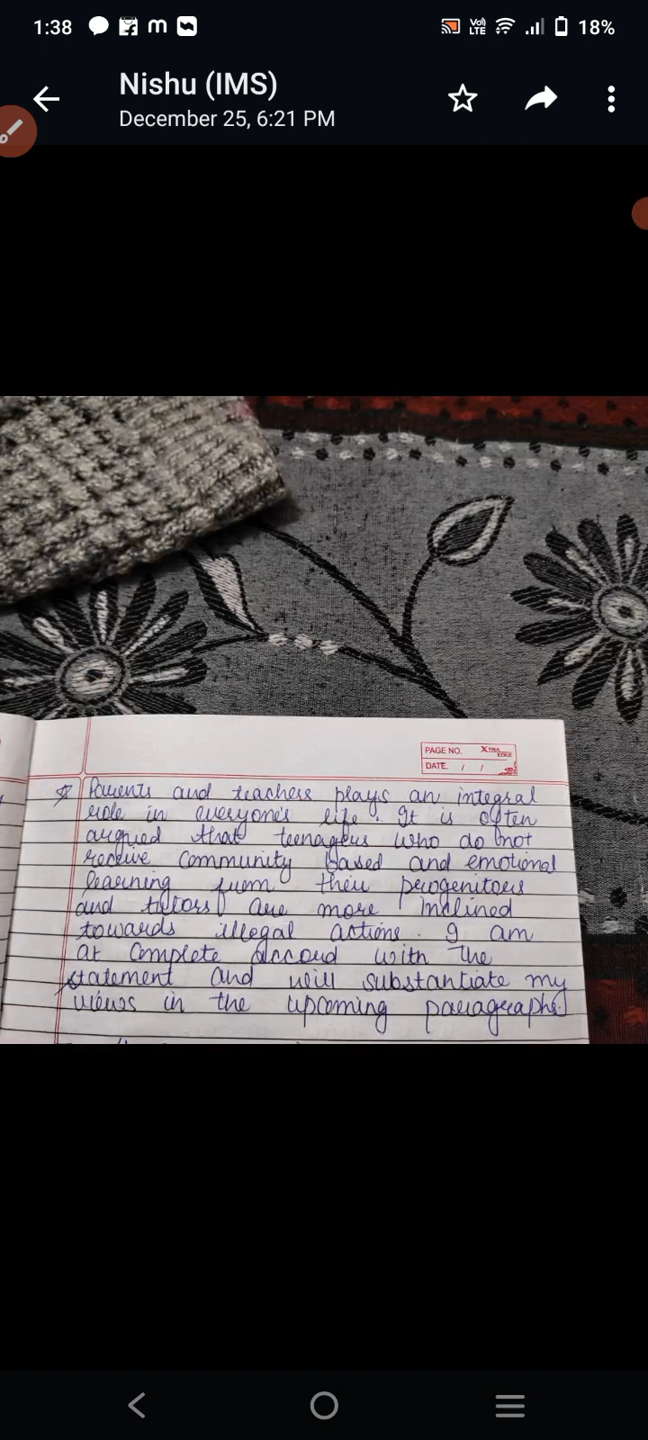 1:38
VoD
LTE
18%
Nishu (IMS)
December 25, 6:21 PM
PAGE NO.
XTRA
DATE. / /
Parents and teachers plays an integral
role in everyone's life. It is often
argued that teenagers who do not
receive community based and emotional
learning from their progenitors
and tutors are more inclined
towards illegal actions. I am
at complete accord with the
statement and will substantiate my
views in the upcoming paragraphs.